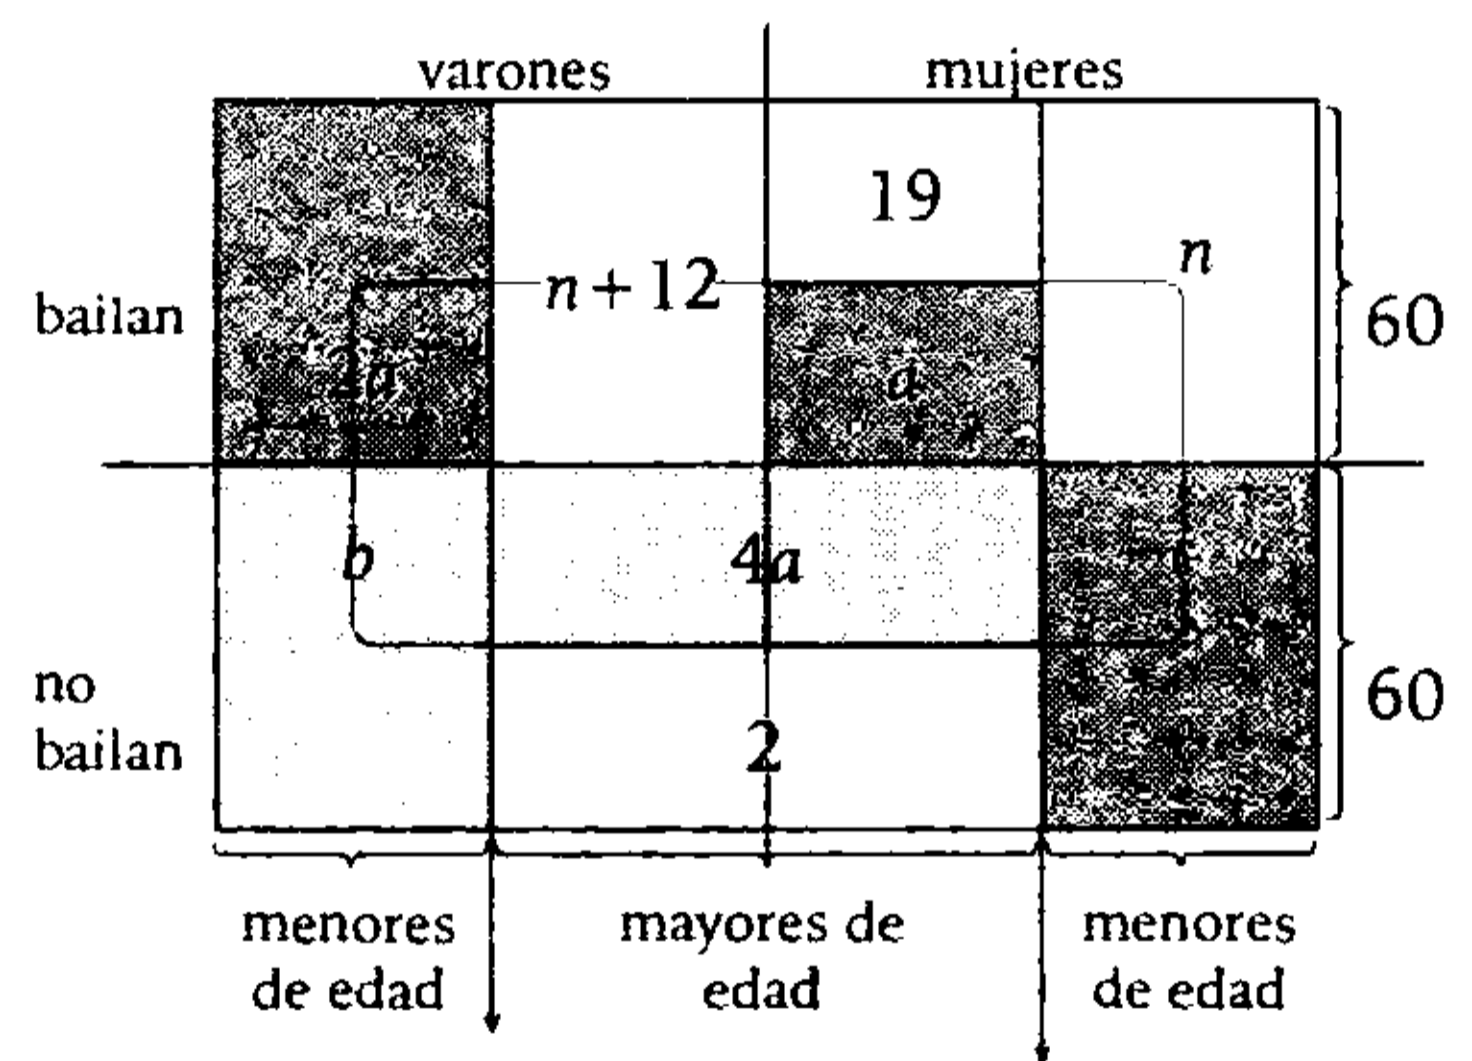 varones mujeres
19
n
n + 12
bailan
60
2a
a
b
4a
no
bailan
60
2
menores
de edad
mayores de
edad
menores
de edad